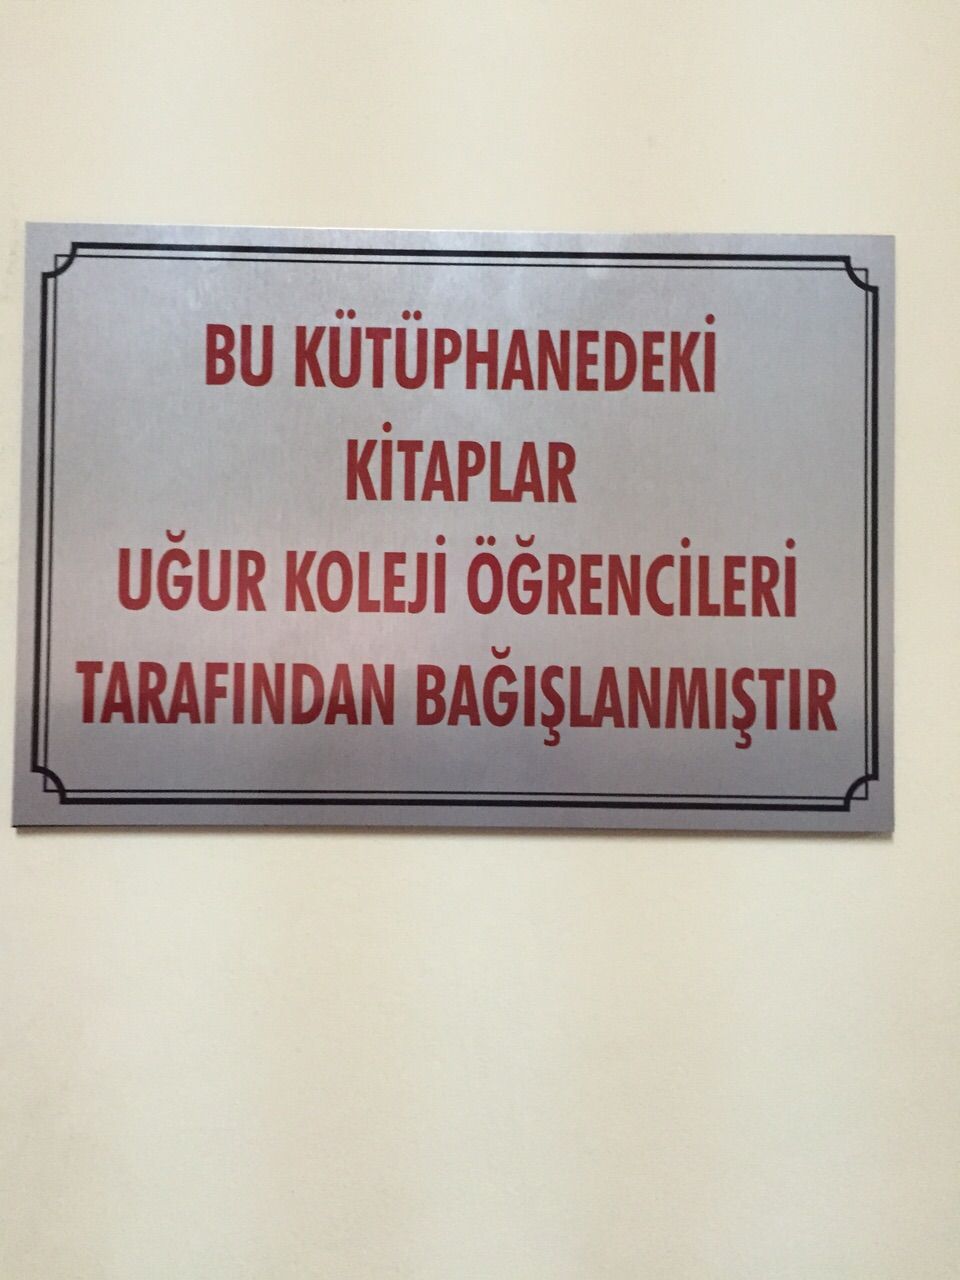 BU KÜTÜPHANEDEKİ
KİTAPLAR
UĞUR KOLEJİ ÖĞRENCİLERİ
TARAFINDAN BAĞIŞLANMIŞTIR